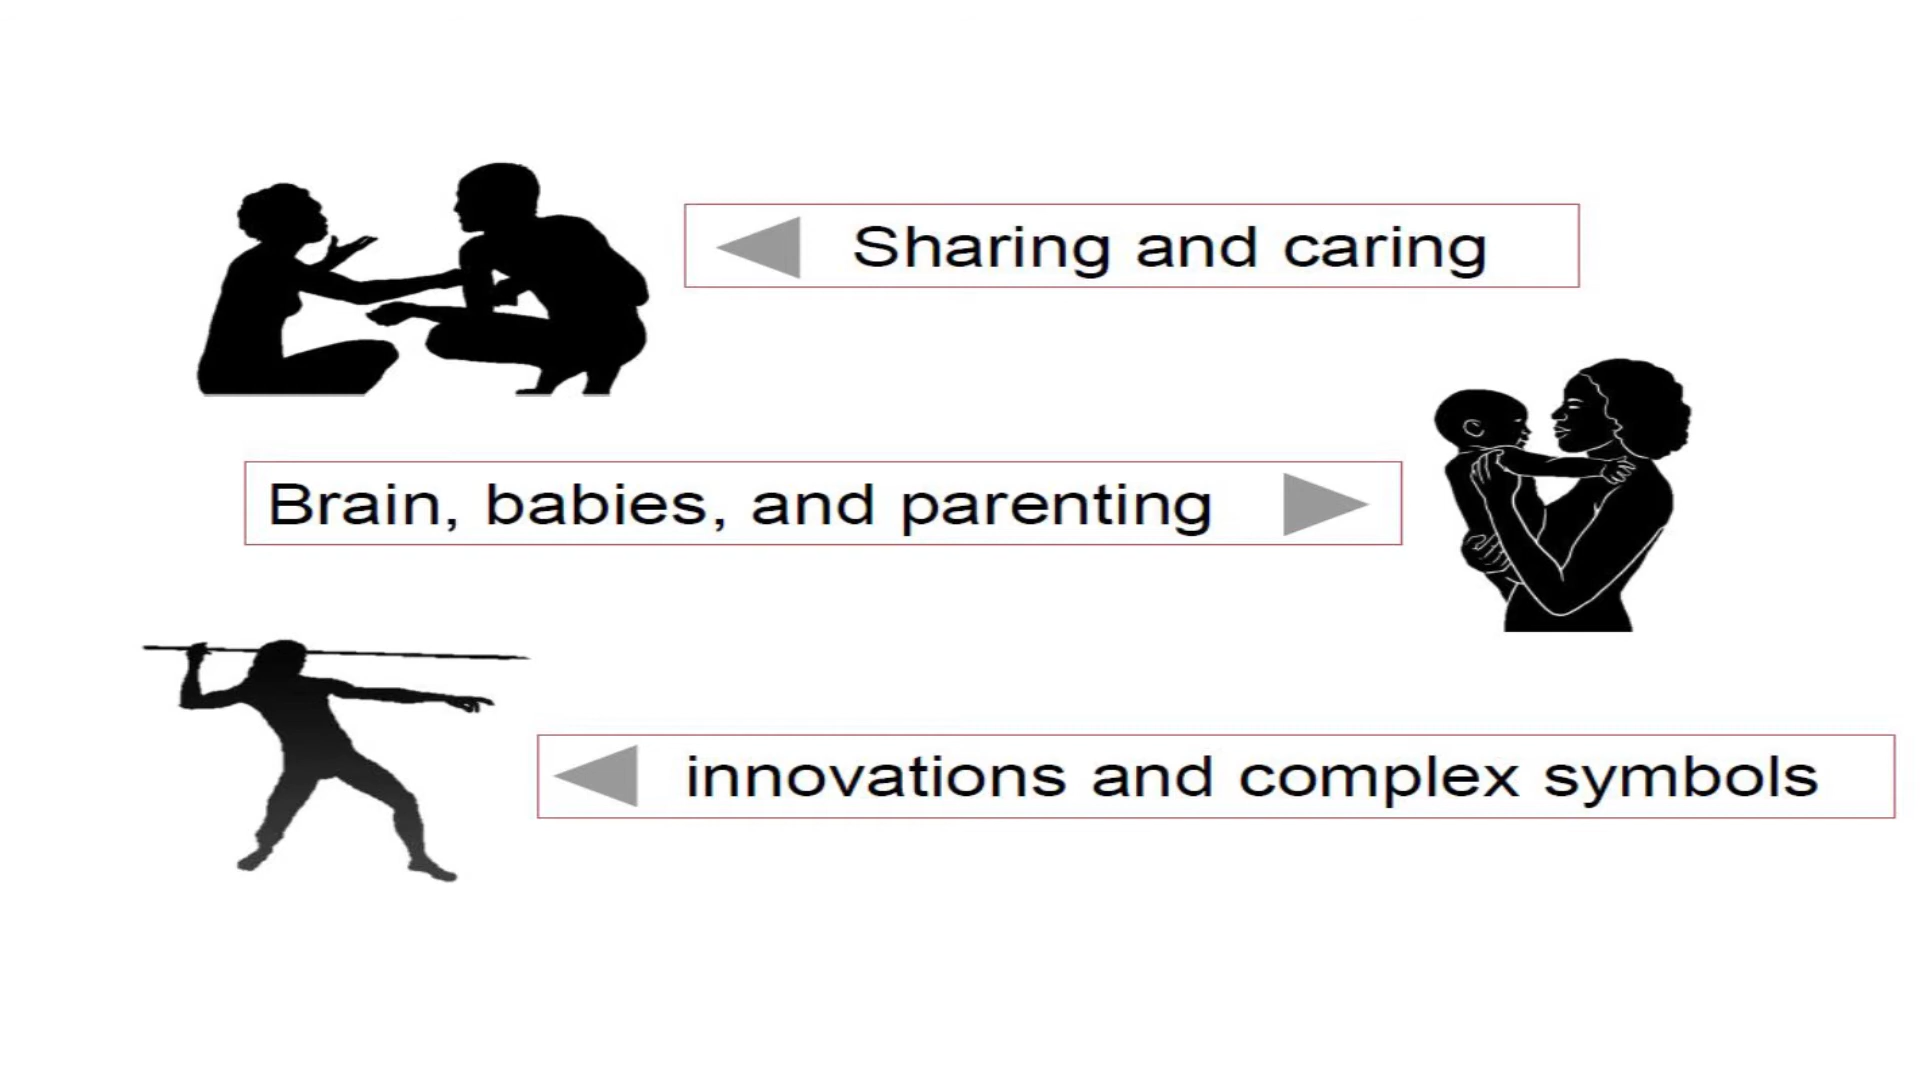 Sharing and caring
Brain, babies, and parenting
innovations and complex symbols